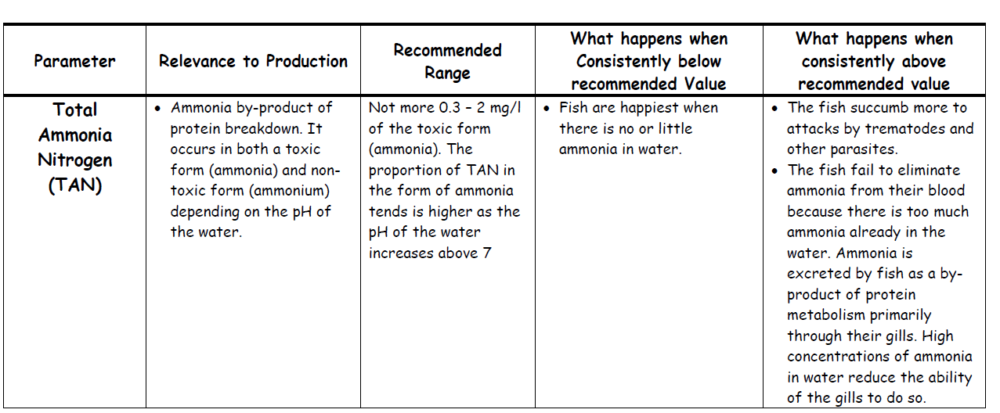 Parameter
Relevance to Production
Recommended
Range
What happens when
Consistently below
recommended Value
What happens when
consistently above
recommended value
Total
Ammonia
Nitrogen
(TAN)
• Ammonia by-product of
protein breakdown. It
occurs in both a toxic
form (ammonia) and non-
toxic form (ammonium)
depending on the pH of
the water.
Not more 0.3 – 2 mg/l
of the toxic form
(ammonia). The
proportion of TAN in
the form of ammonia
tends is higher as the
pH of the water
increases above 7
• Fish are happiest when
there is no or little
ammonia in water.
• The fish succumb more to
attacks by trematodes and
other parasites.
• The fish fail to eliminate
ammonia from their blood
because there is too much
ammonia already in the
water. Ammonia is
excreted by fish as a by-
product of protein
metabolism primarily
through their gills. High
concentrations of ammonia
in water reduce the ability
of the gills to do so.